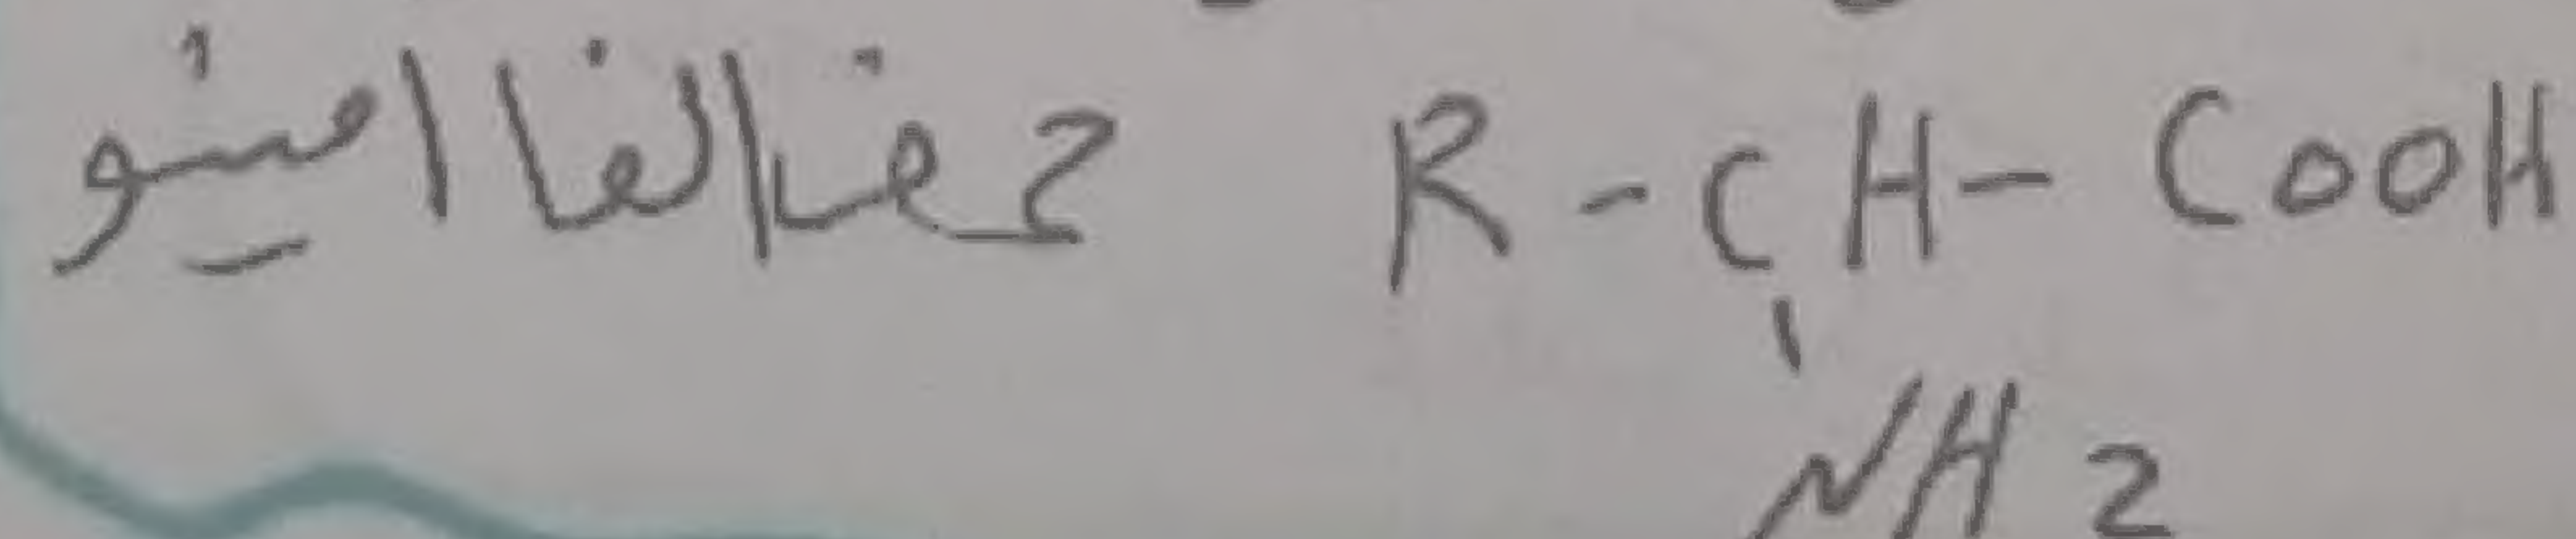 حمض الفا امينو R - CH - COOH
NH2